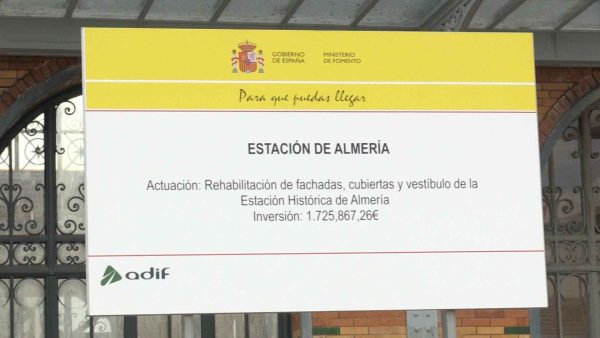 GOBIERNO
DE ESPAÑA
MINISTERIO
DE FOMENTO
Para que puedas llegar
ESTACIÓN DE ALMERÍA
Actuación: Rehabilitación de fachadas, cubiertas y vestíbulo de la
Estación Histórica de Almería
Inversión: 1.725,867,26€
adif